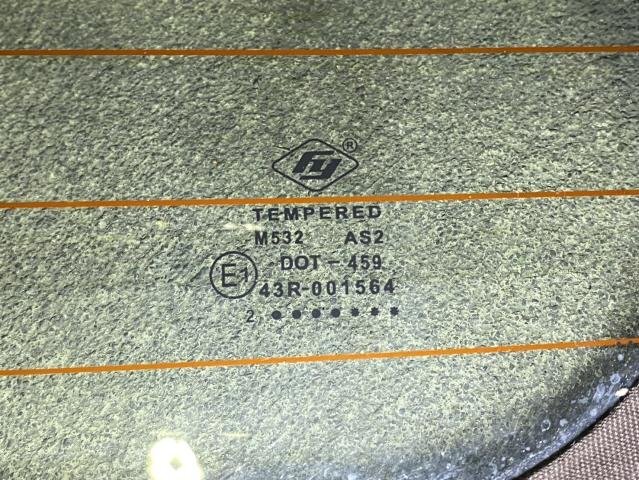 FY ®
TEMPERED
M532 AS2
DOT-459
E1 43R-001564
2 ●●●●●●●